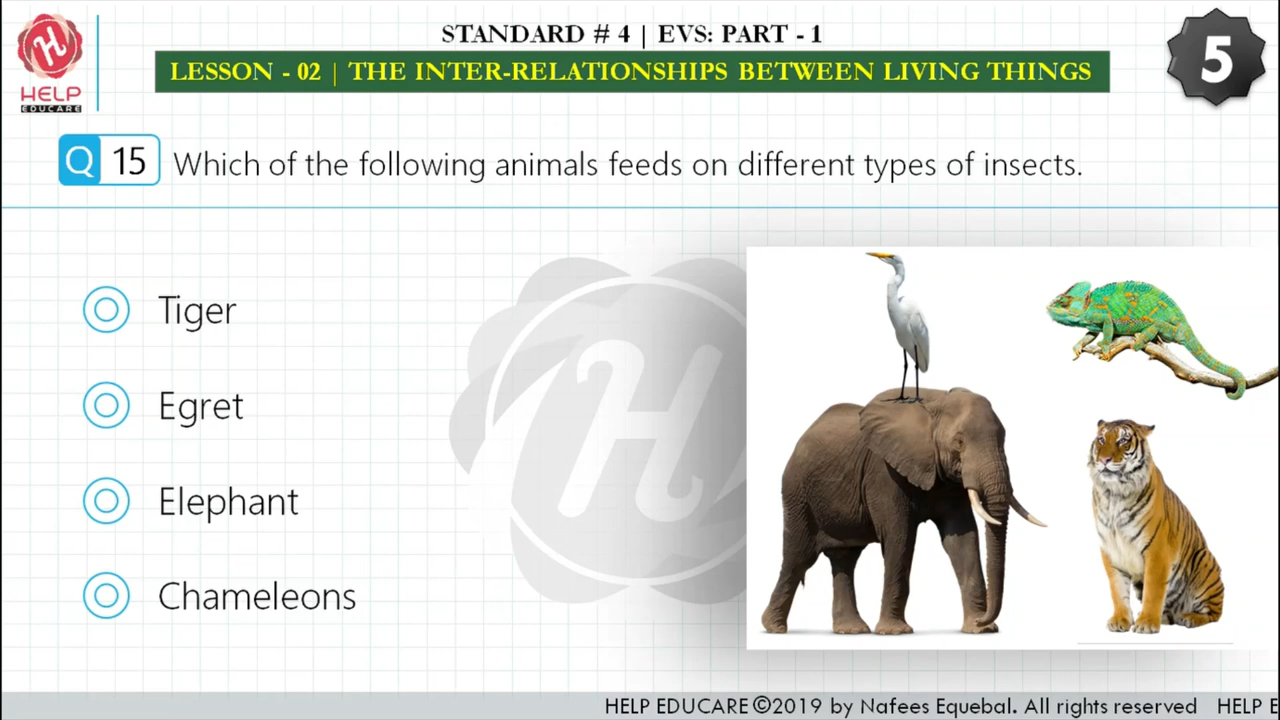 STANDARD # 4 | EVS: PART - 1
LESSON - 02 | THE INTER-RELATIONSHIPS BETWEEN LIVING THINGS
5
H
HELP
EDUCARE
Q 15 Which of the following animals feeds on different types of insects.
Tiger
Egret
Elephant
Chameleons
H
HELP EDUCARE ©2019 by Nafees Equebal. All rights reserved HELP E